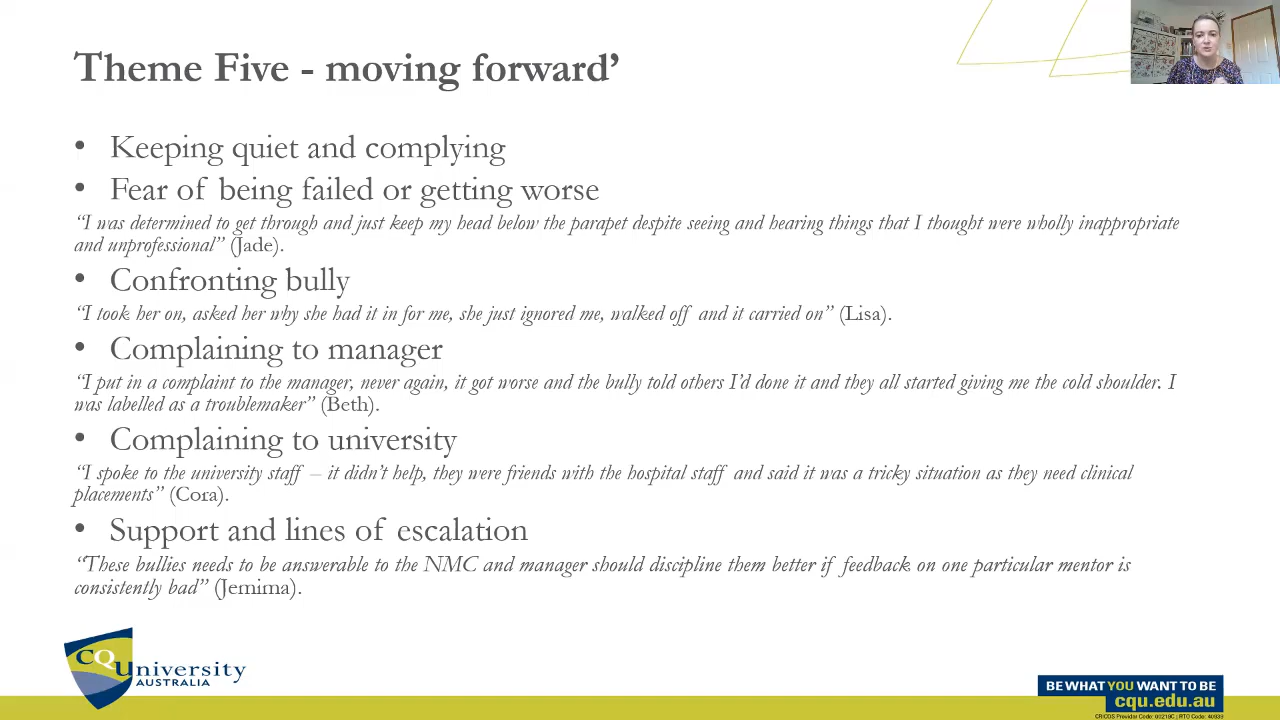 Theme Five - moving forward’
• Keeping quiet and complying
• Fear of being failed or getting worse
“I was determined to get through and just keep my head below the parapet despite seeing and hearing things that I thought were wholly inappropriate
and unprofessional” (Jade).
• Confronting bully
“I took her on, asked her why she had it in for me, she just ignored me, walked off and it carried on” (Lisa).
• Complaining to manager
“I put in a complaint to the manager, never again, it got worse and the bully told others I’d done it and they all started giving me the cold shoulder. I
was labelled as a troublemaker” (Beth).
• Complaining to university
“I spoke to the university staff – it didn’t help, they were friends with the hospital staff and said it was a tricky situation as they need clinical
placements” (Cora).
• Support and lines of escalation
“These bullies needs to be answerable to the NMC and manager should discipline them better if feedback on one particular mentor is
consistently bad” (Jemima).
CQUniversity
AUSTRALIA
BE WHAT YOU WANT TO BE
cqu.edu.au
CRICOS Provider Code: 00219C | RTO Code: 40939